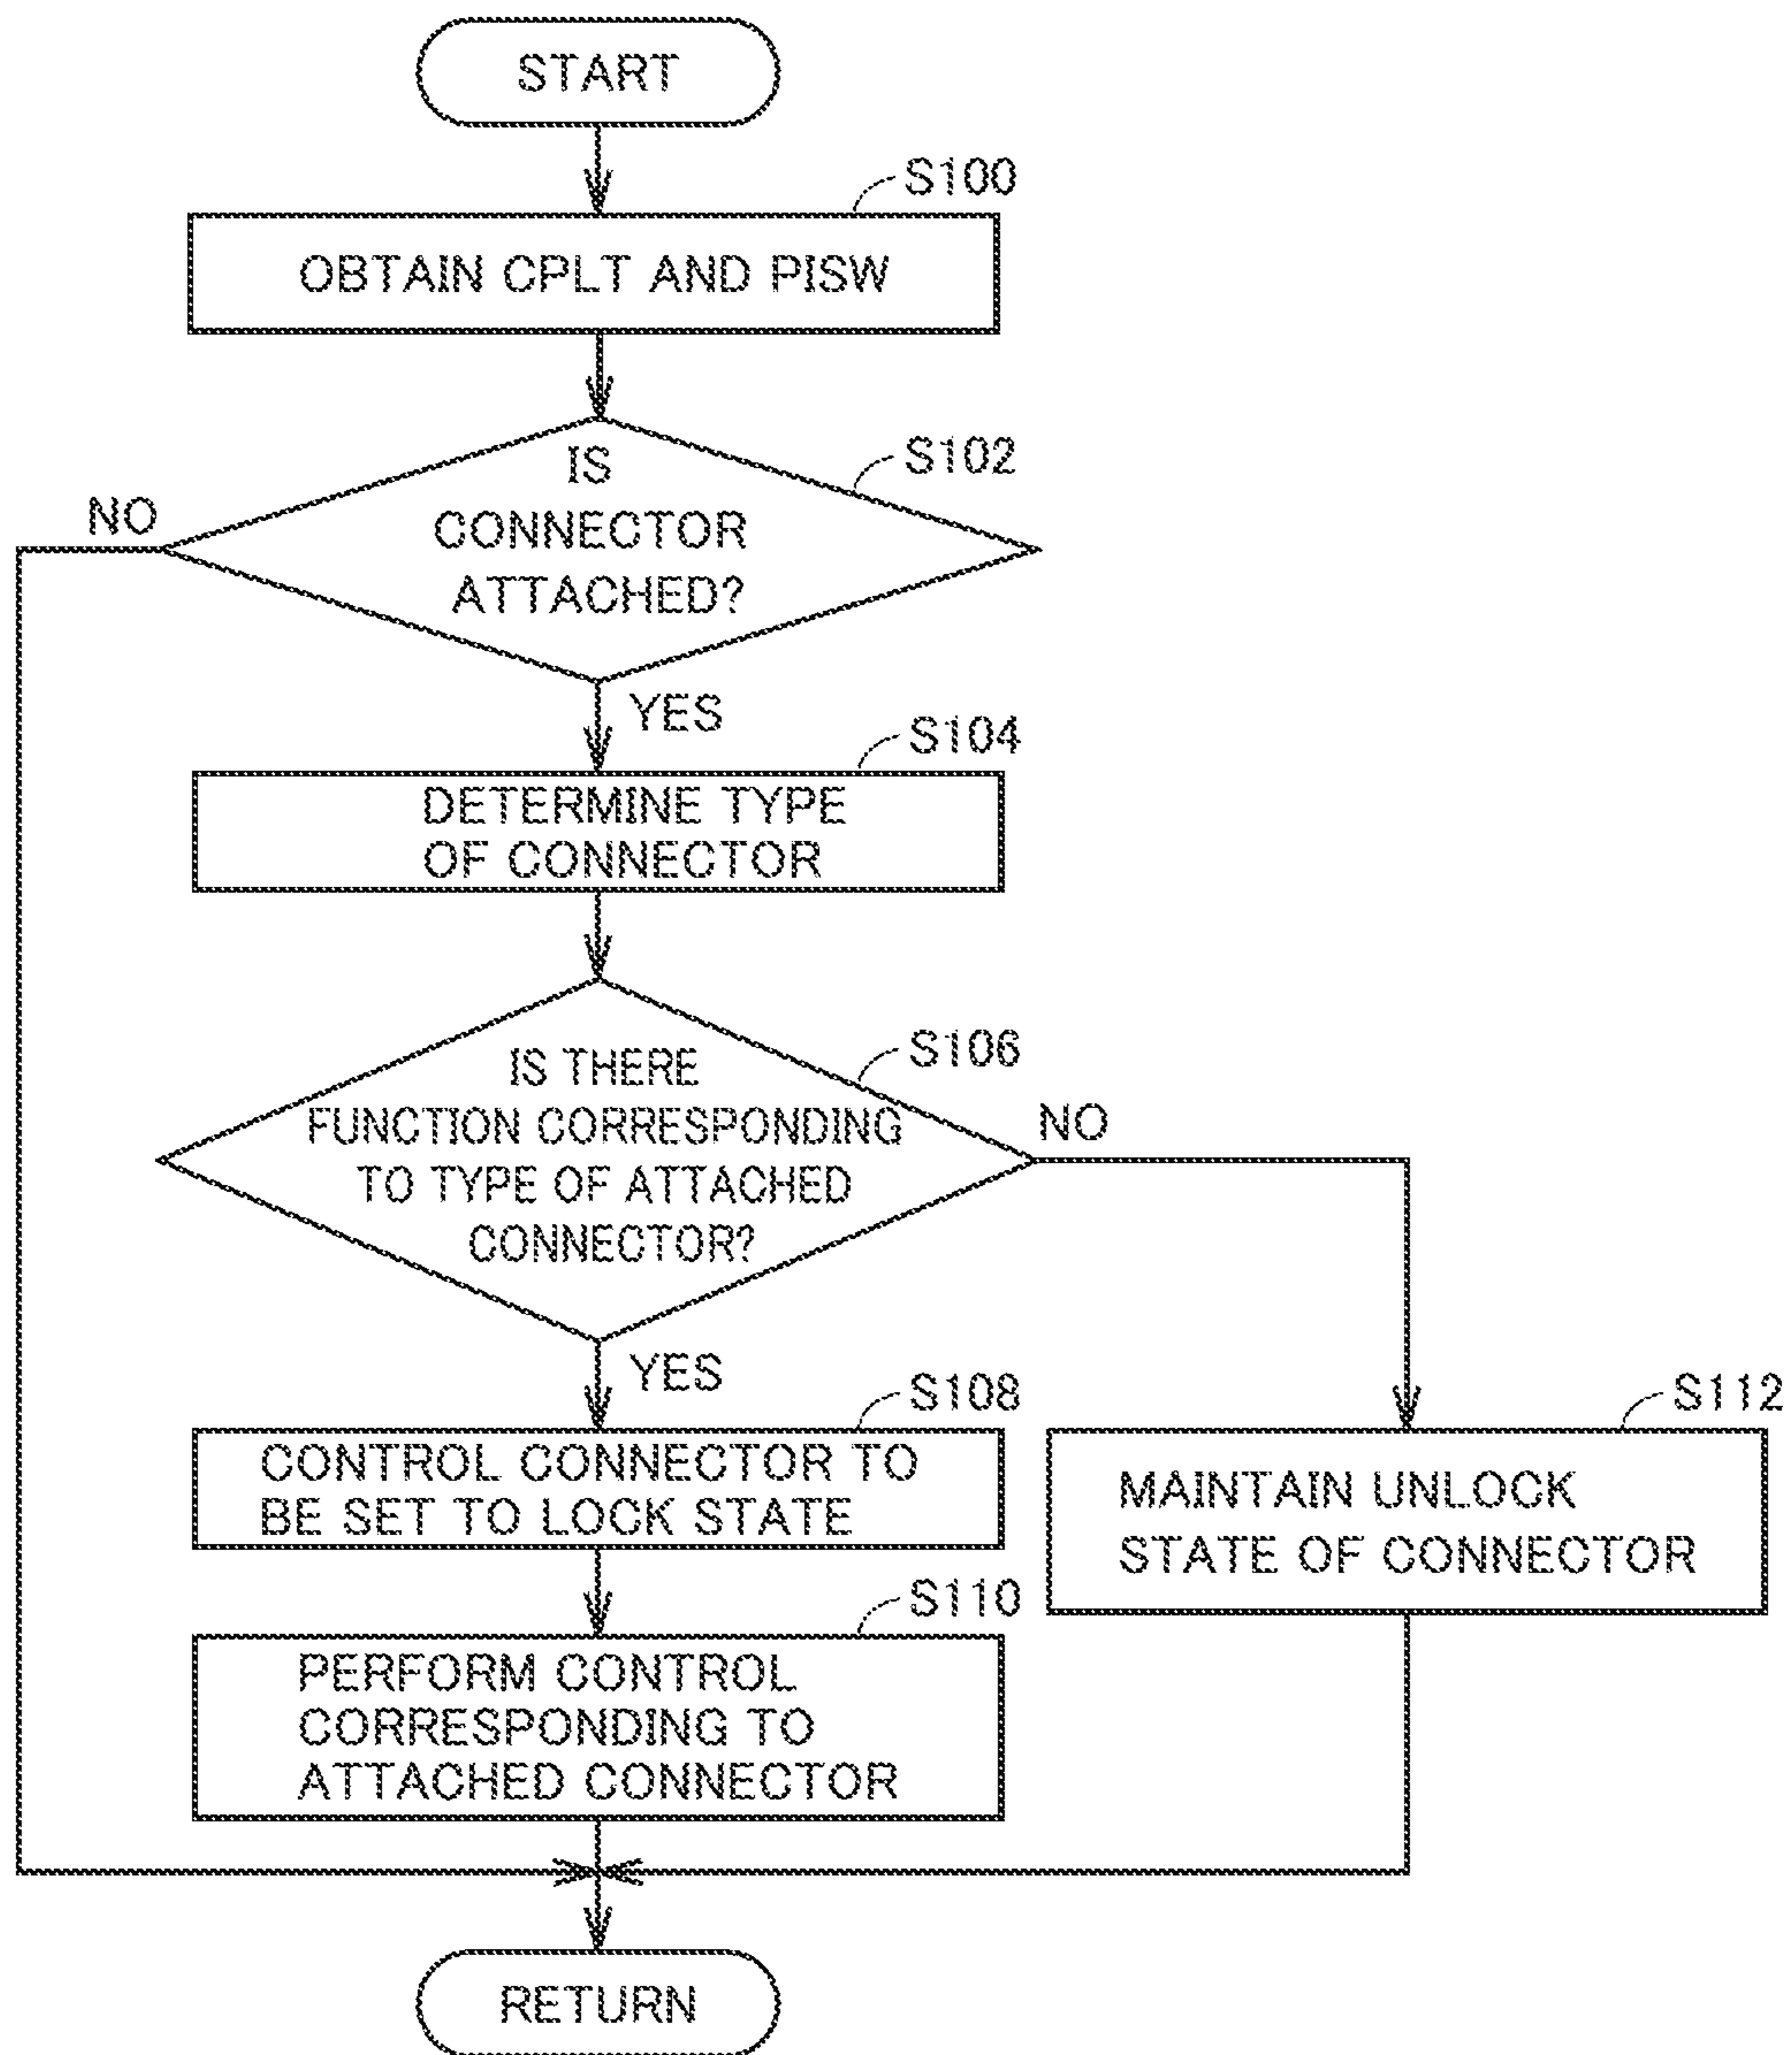 START
S100
OBTAIN CPLT AND PISW
S102
IS
CONNECTOR
ATTACHED?
NO
YES
S104
DETERMINE TYPE
OF CONNECTOR
S106
IS THERE
FUNCTION CORRESPONDING
TO TYPE OF ATTACHED
CONNECTOR?
NO
YES
S108
CONTROL CONNECTOR TO
BE SET TO LOCK STATE
S112
MAINTAIN UNLOCK
STATE OF CONNECTOR
S110
PERFORM CONTROL
CORRESPONDING TO
ATTACHED CONNECTOR
RETURN